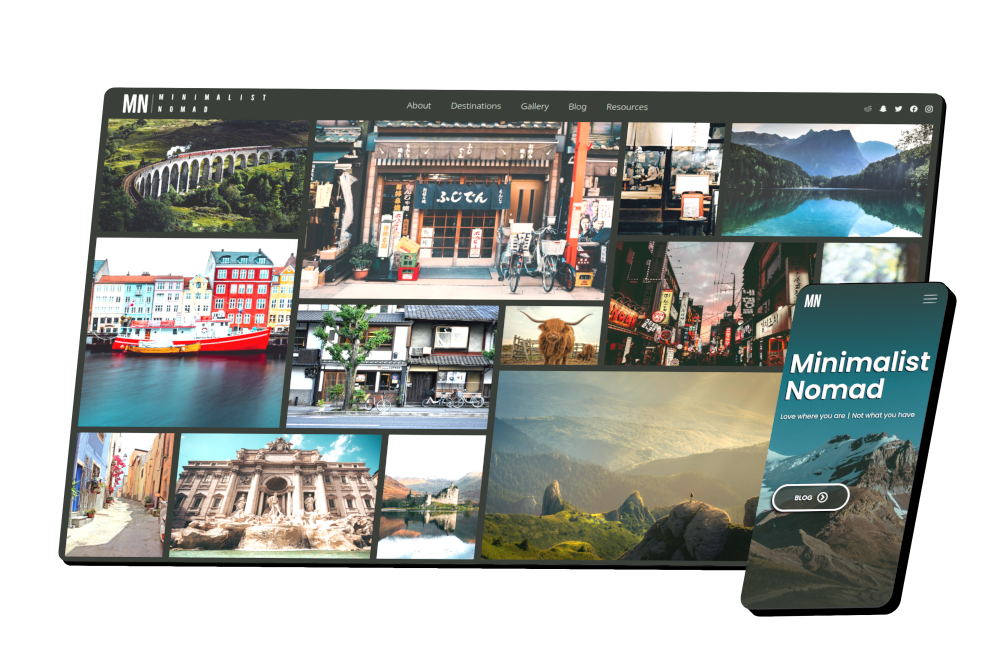 MN MINIMALIST
NOMAD
About Destinations Gallery Blog Resources
ふじでん
MN
Minimalist
Nomad
Love where you are | Not what you have
BLOG